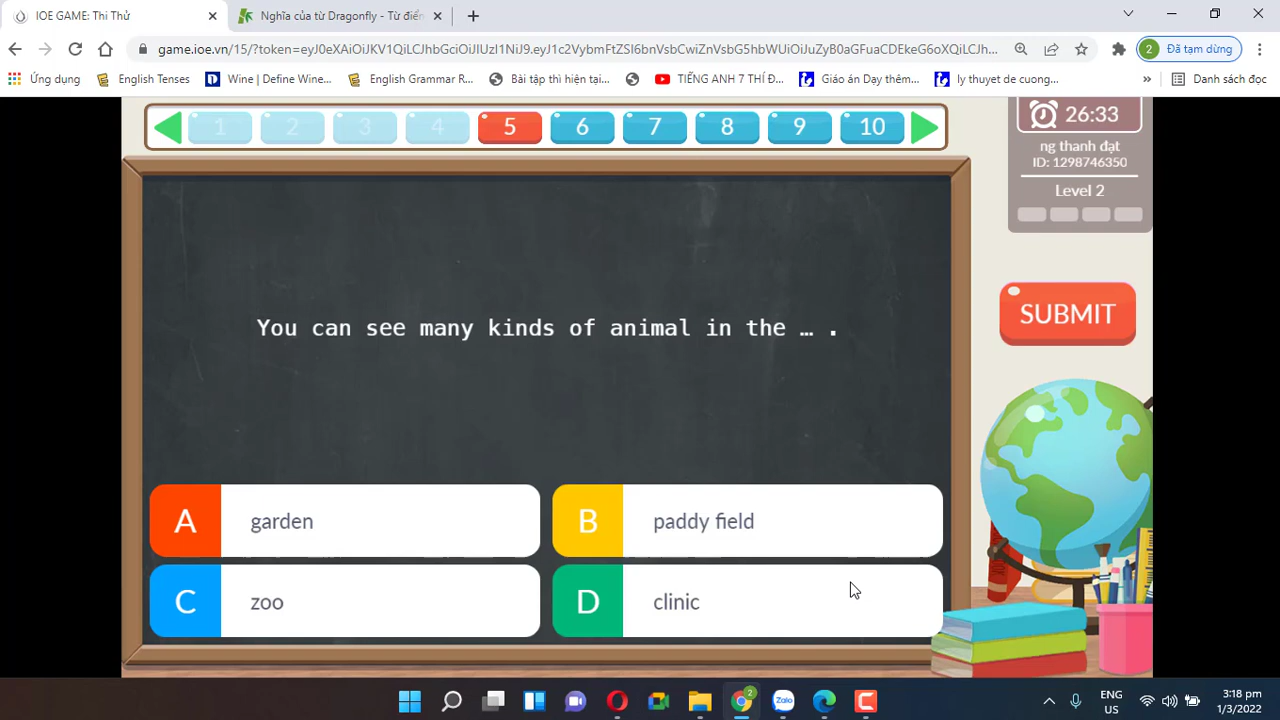 IOE GAME: Thi Thử
Nghĩa của từ Dragonfly - Từ điển
game.ioe.vn/15/?token=eyJ0eXAiOiJKV1QiLCJhbGciOiJIUzI1NiJ9.eyJ1c2VybmFtZSI6bnVsbCwiZnVsbG5hbWUiOiJuZyB0aGFuaCDEkeG6oXQiLCJh...
2
Đã tạm dừng
Ứng dụng
English Tenses
Wine | Define Wine...
English Grammar R...
Bài tập thì hiện tại...
TIẾNG ANH 7 THÍ Đ...
Giáo án Dạy thêm...
ly thuyet de cuong...
»
Danh sách đọc
1 2 3 4 5 6 7 8 9 10
26:33
ng thanh đạt
ID: 1298746350
Level 2
You can see many kinds of animal in the … .
SUBMIT
A garden
B paddy field
C zoo
D clinic
2
Zalo
ENG
US
3:18 pm
1/3/2022